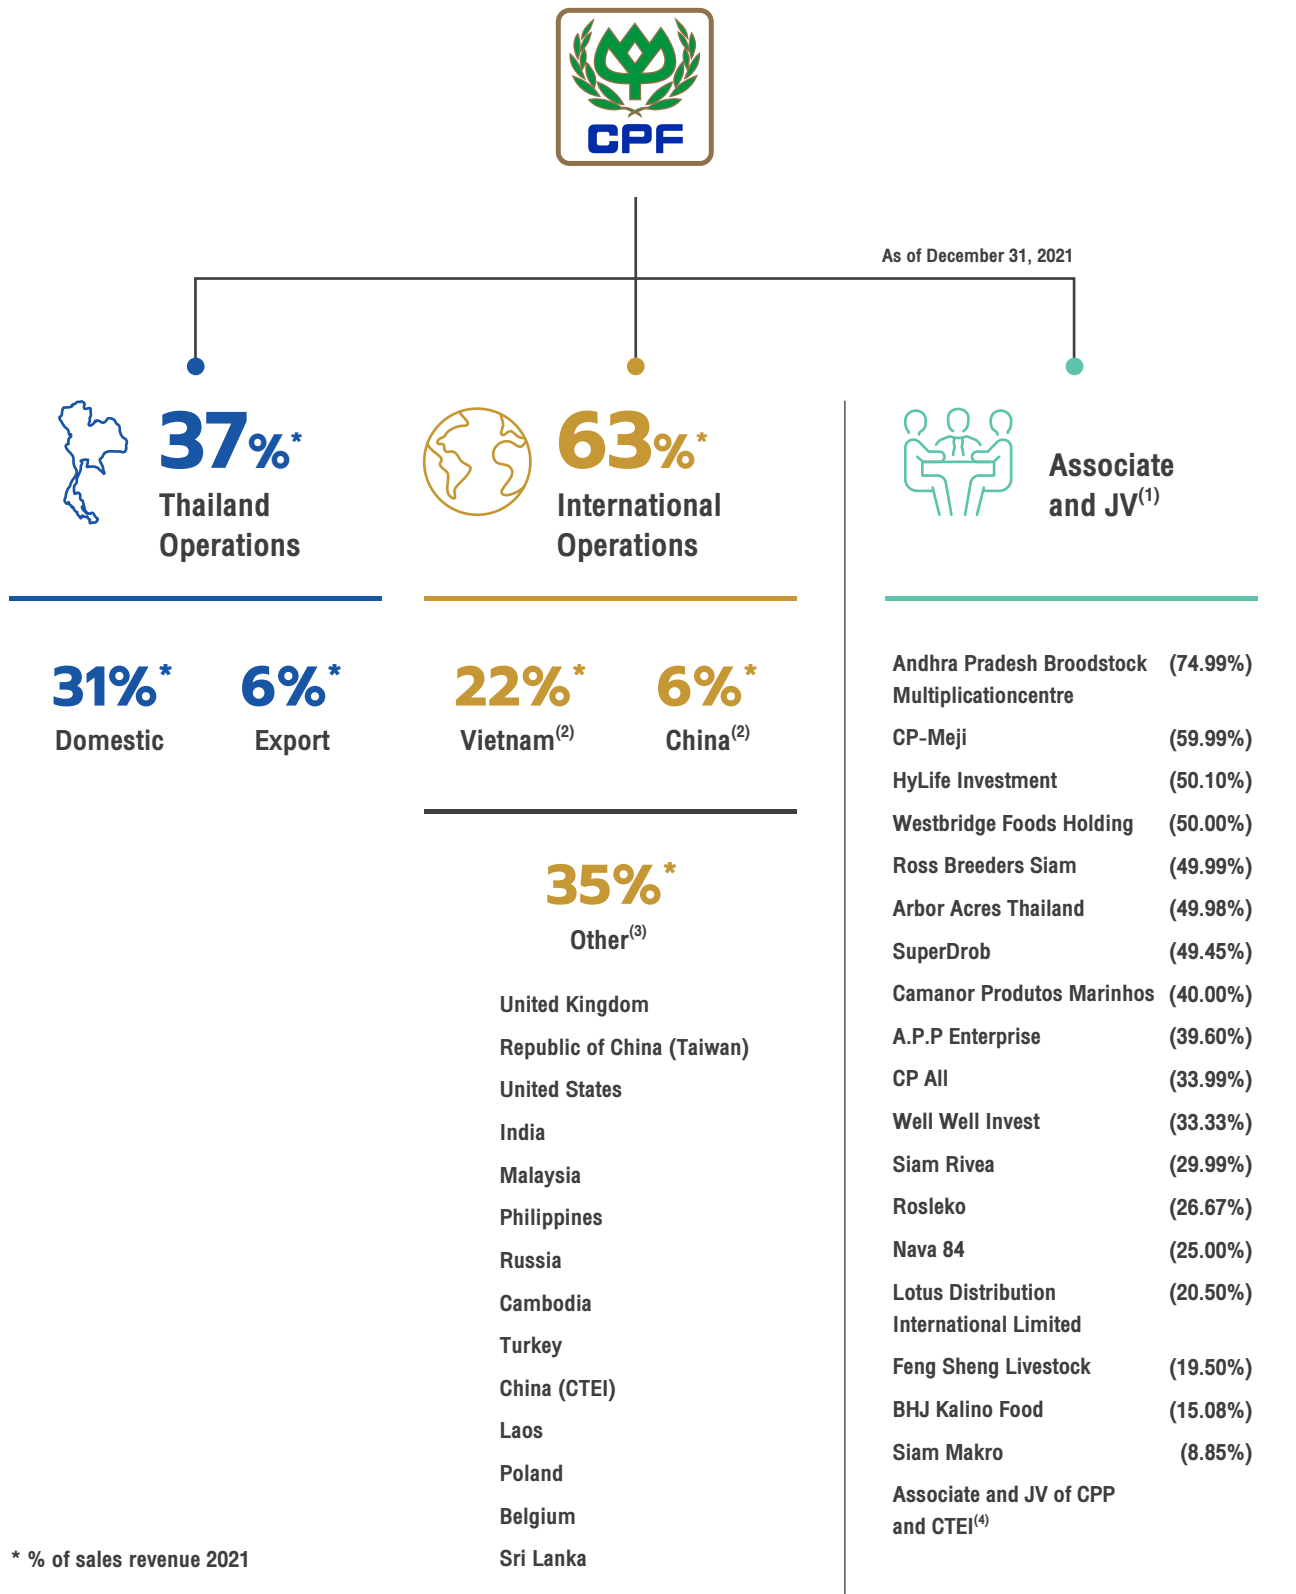 CPF
As of December 31, 2021
37%*
Thailand
Operations
31%*
Domestic
6%*
Export
63%*
International
Operations
22%*
Vietnam(2)
6%*
China(2)
35%*
Other(3)
United Kingdom
Republic of China (Taiwan)
United States
India
Malaysia
Philippines
Russia
Cambodia
Turkey
China (CTEI)
Laos
Poland
Belgium
Sri Lanka
Associate
and JV(1)
Andhra Pradesh Broodstock (74.99%)
Multiplicationcentre
CP-Meji (59.99%)
HyLife Investment (50.10%)
Westbridge Foods Holding (50.00%)
Ross Breeders Siam (49.99%)
Arbor Acres Thailand (49.98%)
SuperDrob (49.45%)
Camanor Produtos Marinhos (40.00%)
A.P.P Enterprise (39.60%)
CP All (33.99%)
Well Well Invest (33.33%)
Siam Rivea (29.99%)
Rosleko (26.67%)
Nava 84 (25.00%)
Lotus Distribution (20.50%)
International Limited
Feng Sheng Livestock (19.50%)
BHJ Kalino Food (15.08%)
Siam Makro (8.85%)
Associate and JV of CPP
and CTEI(4)
* % of sales revenue 2021